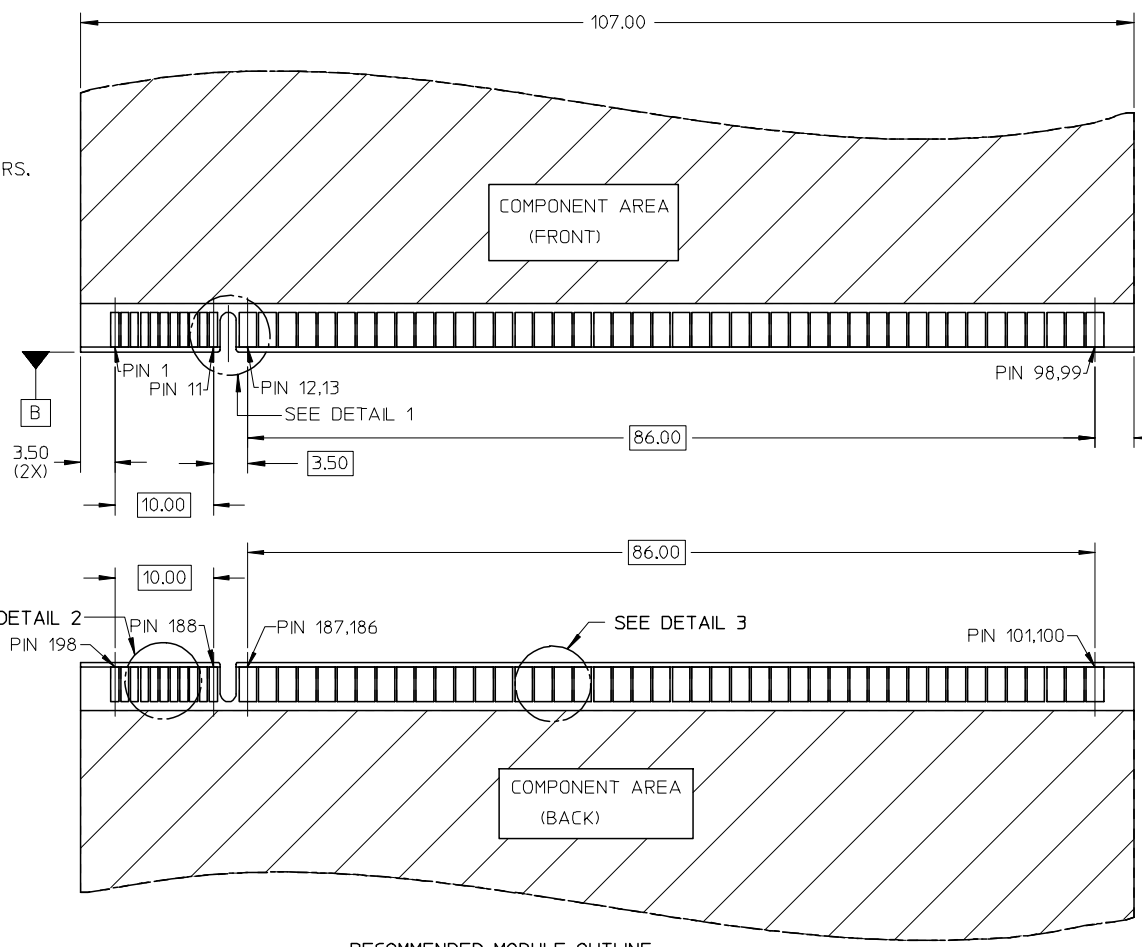 107.00
RS.
COMPONENT AREA
(FRONT)
PIN 1
PIN 11
PIN 12,13
PIN 98,99
B
SEE DETAIL 1
3.50
(2X)
86.00
3.50
10.00
86.00
10.00
DETAIL 2
PIN 188
PIN 187,186
SEE DETAIL 3
PIN 198
PIN 101,100
COMPONENT AREA
(BACK)
RECOMMENDED MODULE OUTLINE